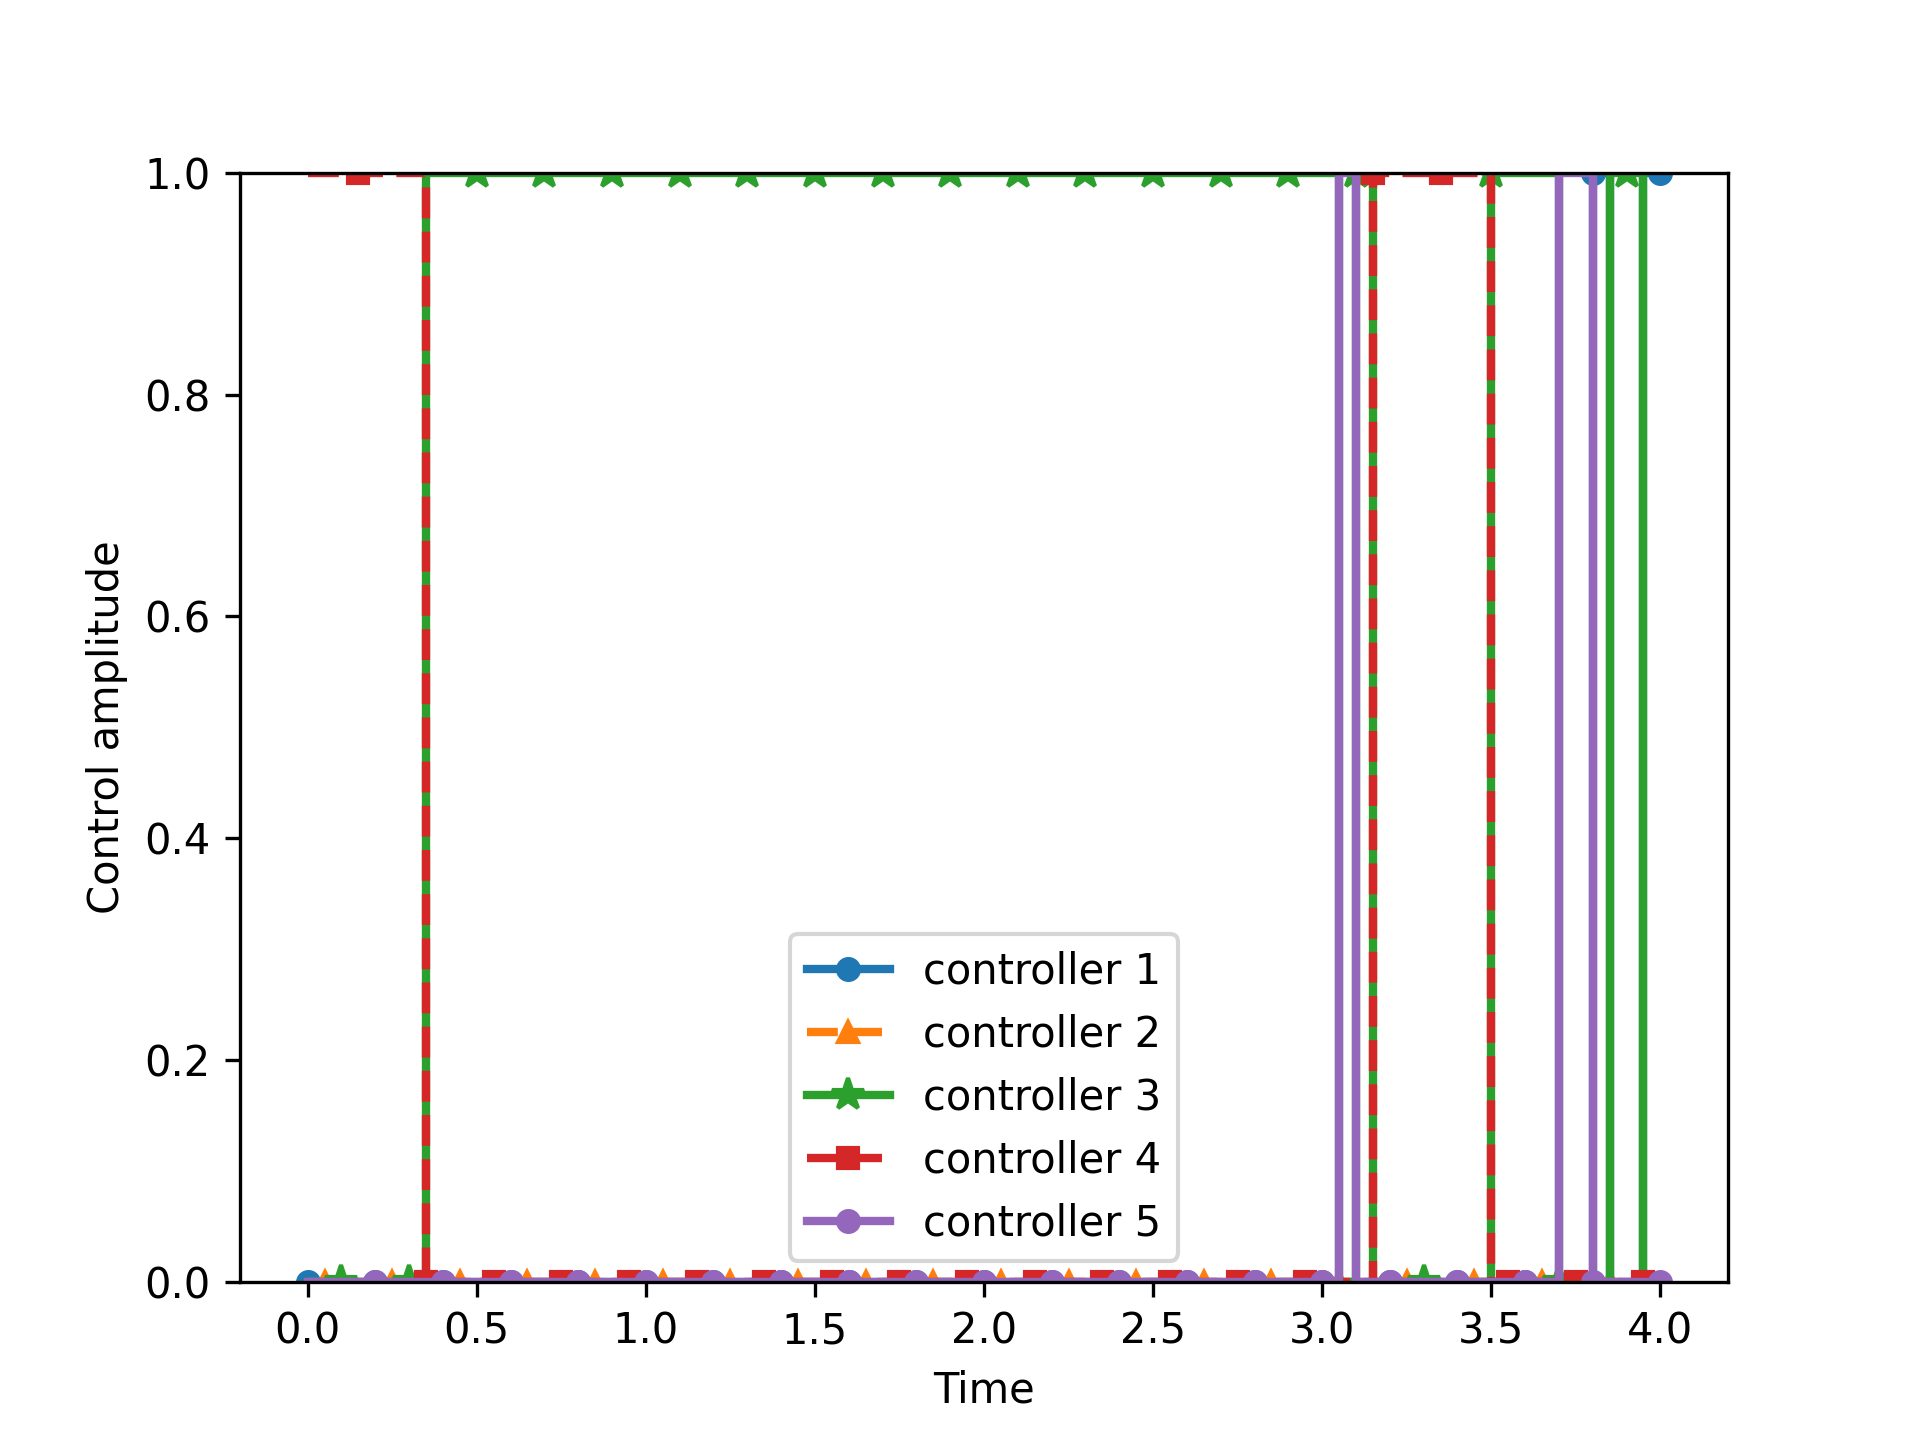 1.0
0.8
0.6
0.4
0.2
0.0
Control amplitude
controller 1
controller 2
controller 3
controller 4
controller 5
0.0 0.5 1.0 1.5 2.0 2.5 3.0 3.5 4.0
Time